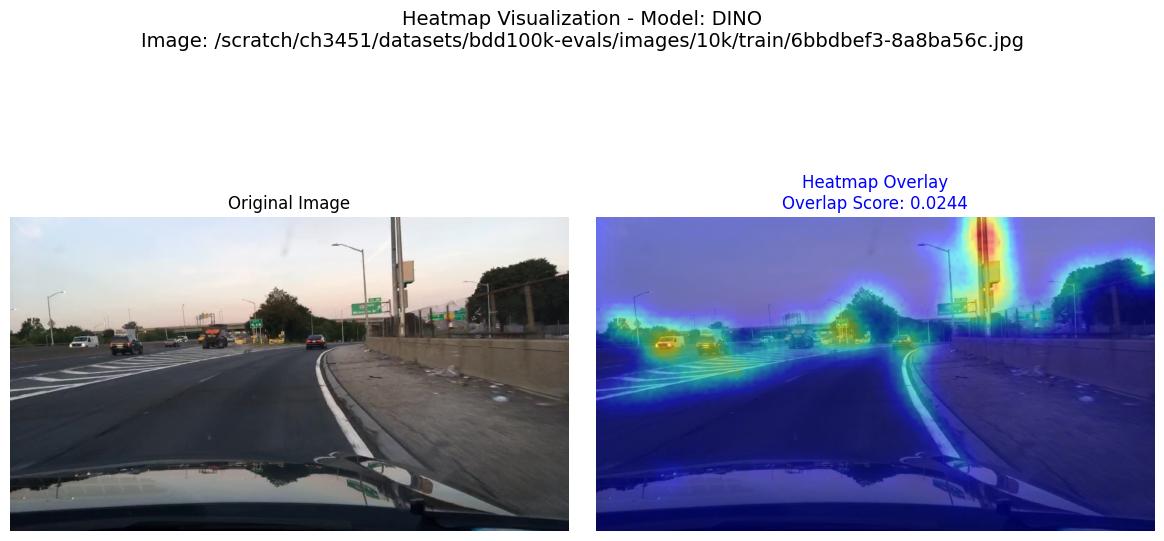 Heatmap Visualization - Model: DINO
Image: /scratch/ch3451/datasets/bdd100k-evals/images/10k/train/6bbdbef3-8a8ba56c.jpg
Original Image
Heatmap Overlay
Overlap Score: 0.0244